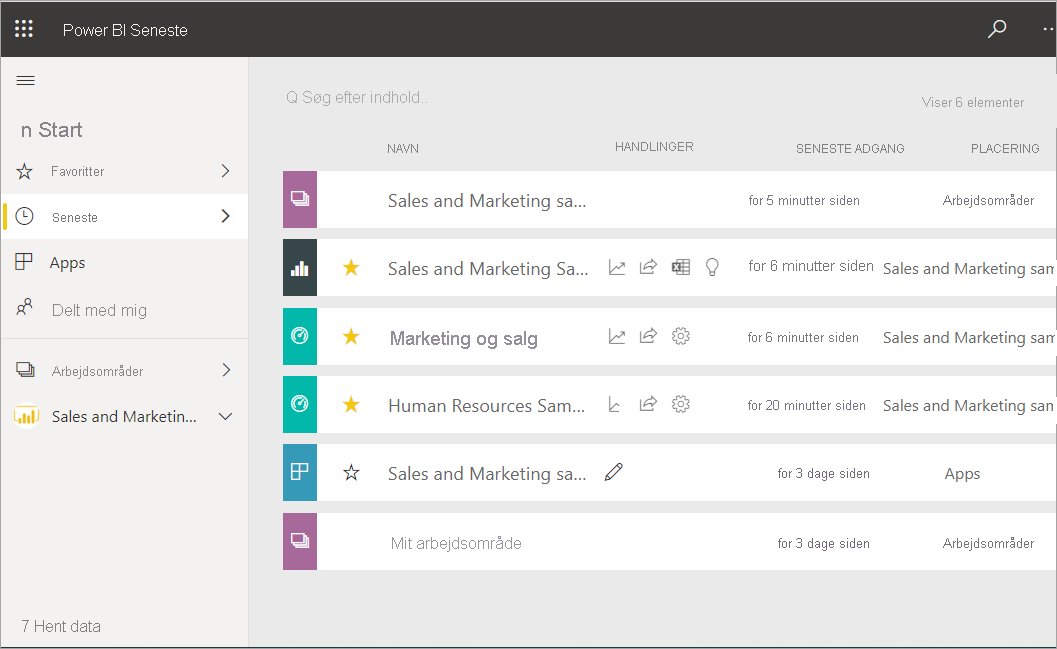 Power BI Seneste
Q Søg efter indhold..
Viser 6 elementer
n Start
Favoritter
Seneste
Apps
Delt med mig
Arbejdsområder
Sales and Marketin...
7 Hent data
NAVN HANDLINGER SENESTE ADGANG PLACERING
Sales and Marketing sa... for 5 minutter siden Arbejdsområder
Sales and Marketing Sa... for 6 minutter siden Sales and Marketing sam
Marketing og salg for 6 minutter siden Sales and Marketing sam
Human Resources Sam... for 20 minutter siden Sales and Marketing sam
Sales and Marketing sa... for 3 dage siden Apps
Mit arbejdsområde for 3 dage siden Arbejdsområder